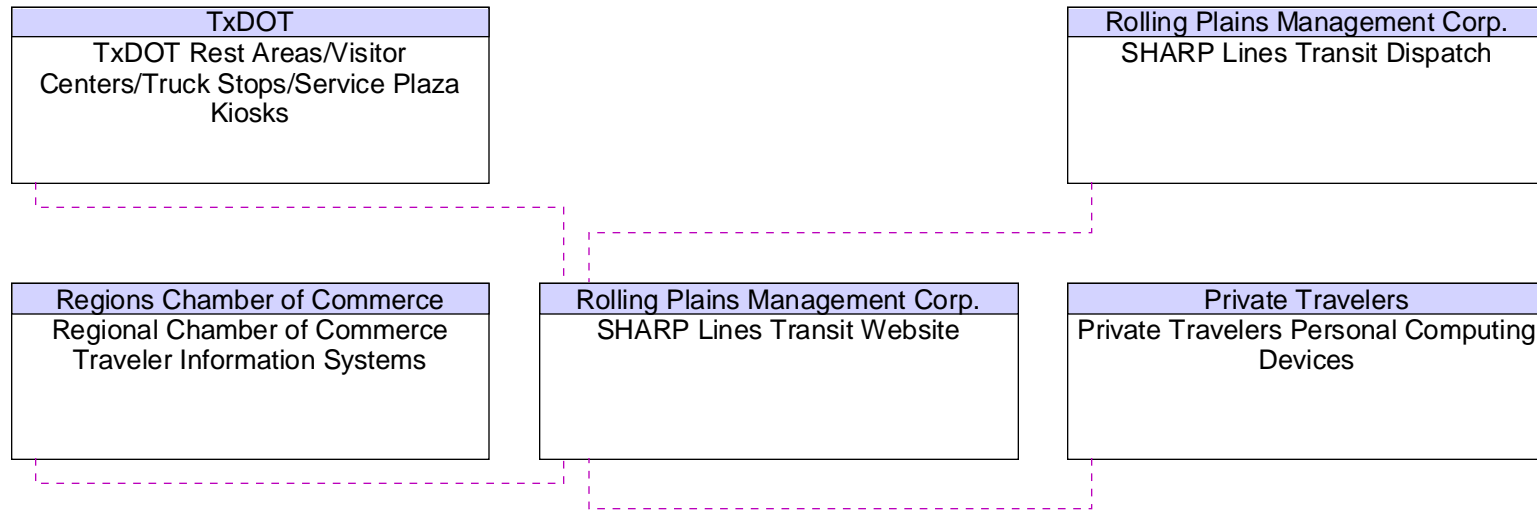 TxDOT
TxDOT Rest Areas/Visitor
Centers/Truck Stops/Service Plaza
Kiosks
Rolling Plains Management Corp.
SHARP Lines Transit Dispatch
Regions Chamber of Commerce
Regional Chamber of Commerce
Traveler Information Systems
Rolling Plains Management Corp.
SHARP Lines Transit Website
Private Travelers
Private Travelers Personal Computing
Devices